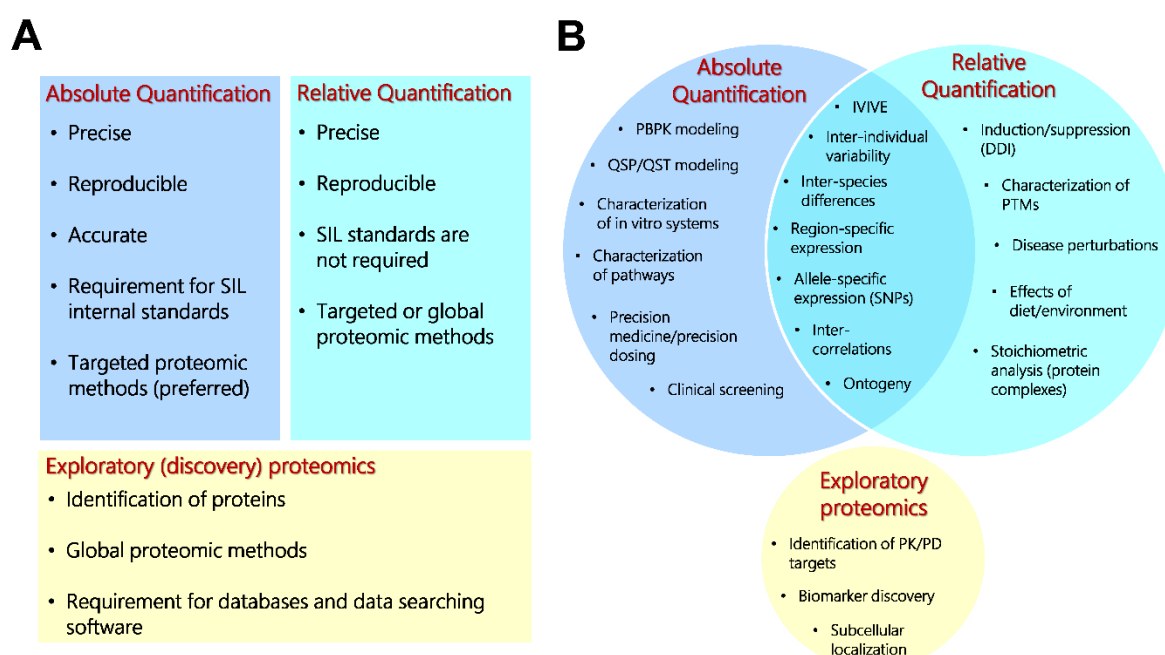 A
Absolute Quantification
• Precise
• Reproducible
• Accurate
• Requirement for SIL
internal standards
• Targeted proteomic
methods (preferred)
Relative Quantification
• Precise
• Reproducible
• SIL standards are
not required
• Targeted or global
proteomic methods
Exploratory (discovery) proteomics
• Identification of proteins
• Global proteomic methods
• Requirement for databases and data searching
software
B
Absolute
Quantification
• PBPK modeling
• QSP/QST modeling
• Characterization
of in vitro systems
• Characterization
of pathways
• Precision
medicine/precision
dosing
• Clinical screening
• IVIVE
• Inter-individual
variability
• Inter-species
differences
• Region-specific
expression
• Allele-specific
expression (SNPs)
• Inter-
correlations
• Ontogeny
Relative
Quantification
• Induction/suppression
(DDI)
• Characterization of
PTMs
• Disease perturbations
• Effects of
diet/environment
• Stoichiometric
analysis (protein
complexes)
Exploratory
proteomics
• Identification of PK/PD
targets
• Biomarker discovery
• Subcellular
localization